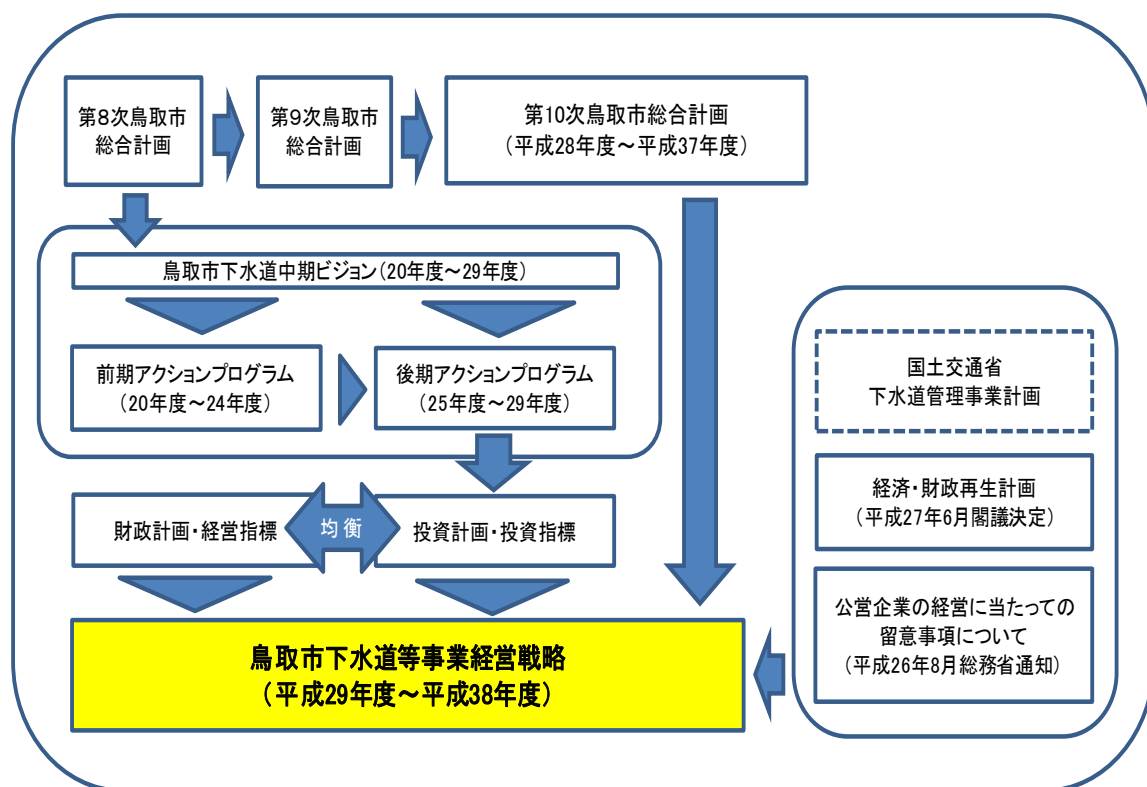 第8次鳥取市
総合計画
第９次鳥取市
総合計画
第10次鳥取市総合計画
（平成28年度～平成37年度）
鳥取市下水道中期ビジョン（20年度～29年度）
前期アクションプログラム
（20年度～24年度）
後期アクションプログラム
（25年度～29年度）
財政計画・経営指標
均 衡
投資計画・投資指標
鳥取市下水道等事業経営戦略
（平成29年度～平成38年度）
国土交通省
下水道管理事業計画
経済・財政再生計画
（平成27年6月閣議決定）
公営企業の経営に当たっての
留意事項について
（平成26年8月総務省通知）